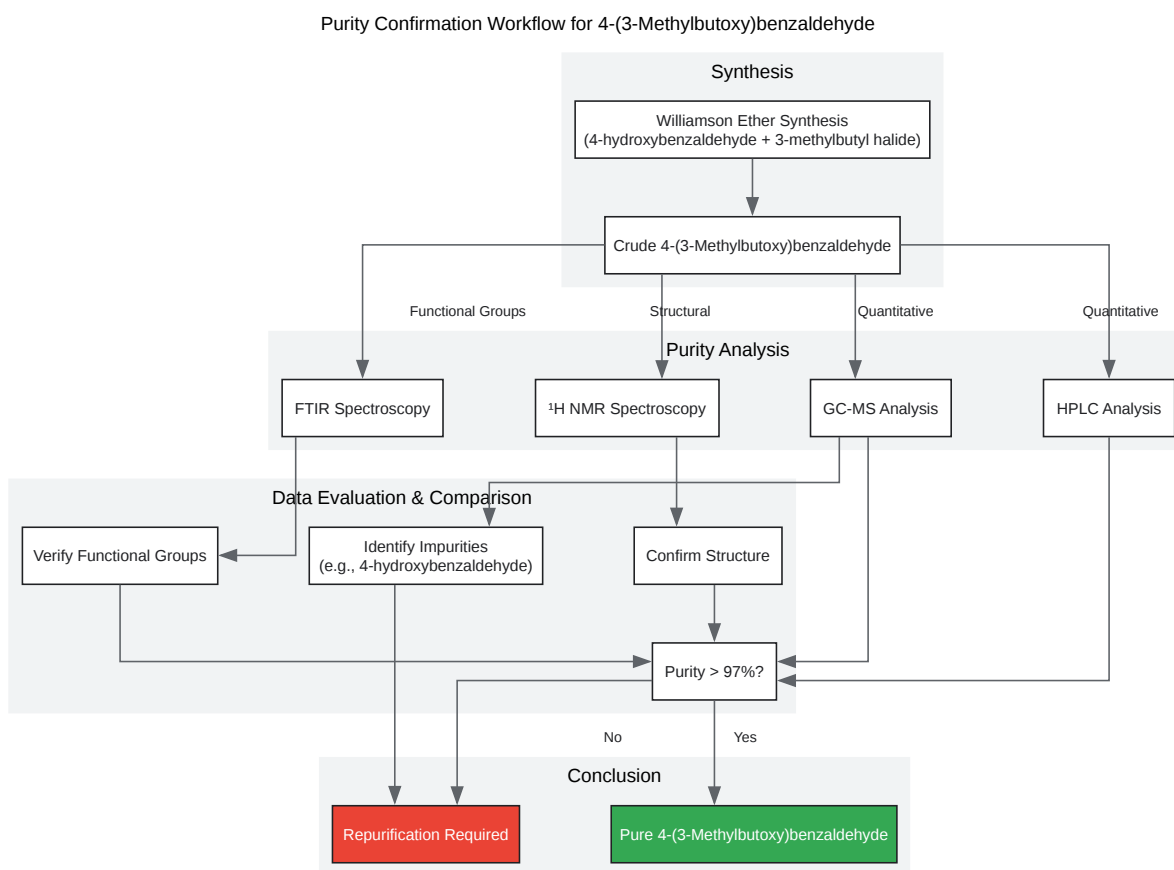 Purity Confirmation Workflow for 4-(3-Methylbutoxy)benzaldehyde
Synthesis
Williamson Ether Synthesis
(4-hydroxybenzaldehyde + 3-methylbutyl halide)
Crude 4-(3-Methylbutoxy)benzaldehyde
Functional Groups
Structural
Quantitative
Quantitative
Purity Analysis
FTIR Spectroscopy
¹H NMR Spectroscopy
GC-MS Analysis
HPLC Analysis
Data Evaluation & Comparison
Verify Functional Groups
Identify Impurities
(e.g., 4-hydroxybenzaldehyde)
Confirm Structure
Purity > 97%?
No
Yes
Conclusion
Repurification Required
Pure 4-(3-Methylbutoxy)benzaldehyde